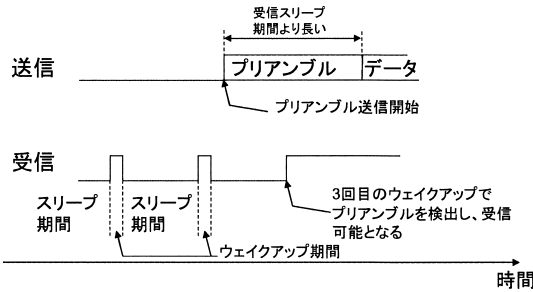 受信スリープ
期間より長い
送信
プリアンブル
データ
プリアンブル送信開始
受信
スリープ
期間
スリープ
期間
3回目のウェイクアップで
プリアンブルを検出し、受信
可能となる
ウェイクアップ期間
時間